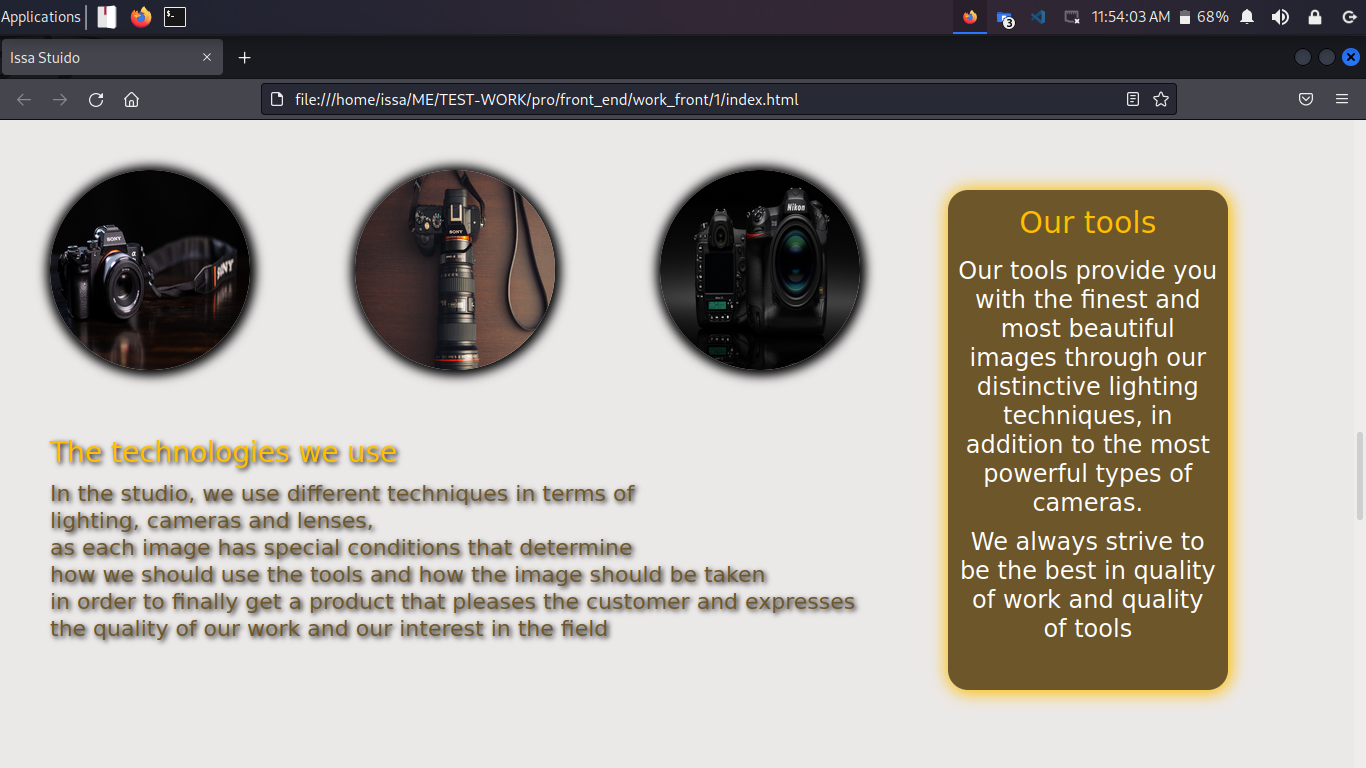 Applications
3
11:54:03 AM
68%
Issa Stuido
file:///home/issa/ME/TEST-WORK/pro/front_end/work_front/1/index.html
SONY
SONY
SONY
Nikon
Our tools
Our tools provide you
with the finest and
most beautiful
images through our
distinctive lighting
techniques, in
addition to the most
powerful types of
cameras.
We always strive to
be the best in quality
of work and quality
of tools
The technologies we use
In the studio, we use different techniques in terms of
lighting, cameras and lenses,
as each image has special conditions that determine
how we should use the tools and how the image should be taken
in order to finally get a product that pleases the customer and expresses
the quality of our work and our interest in the field